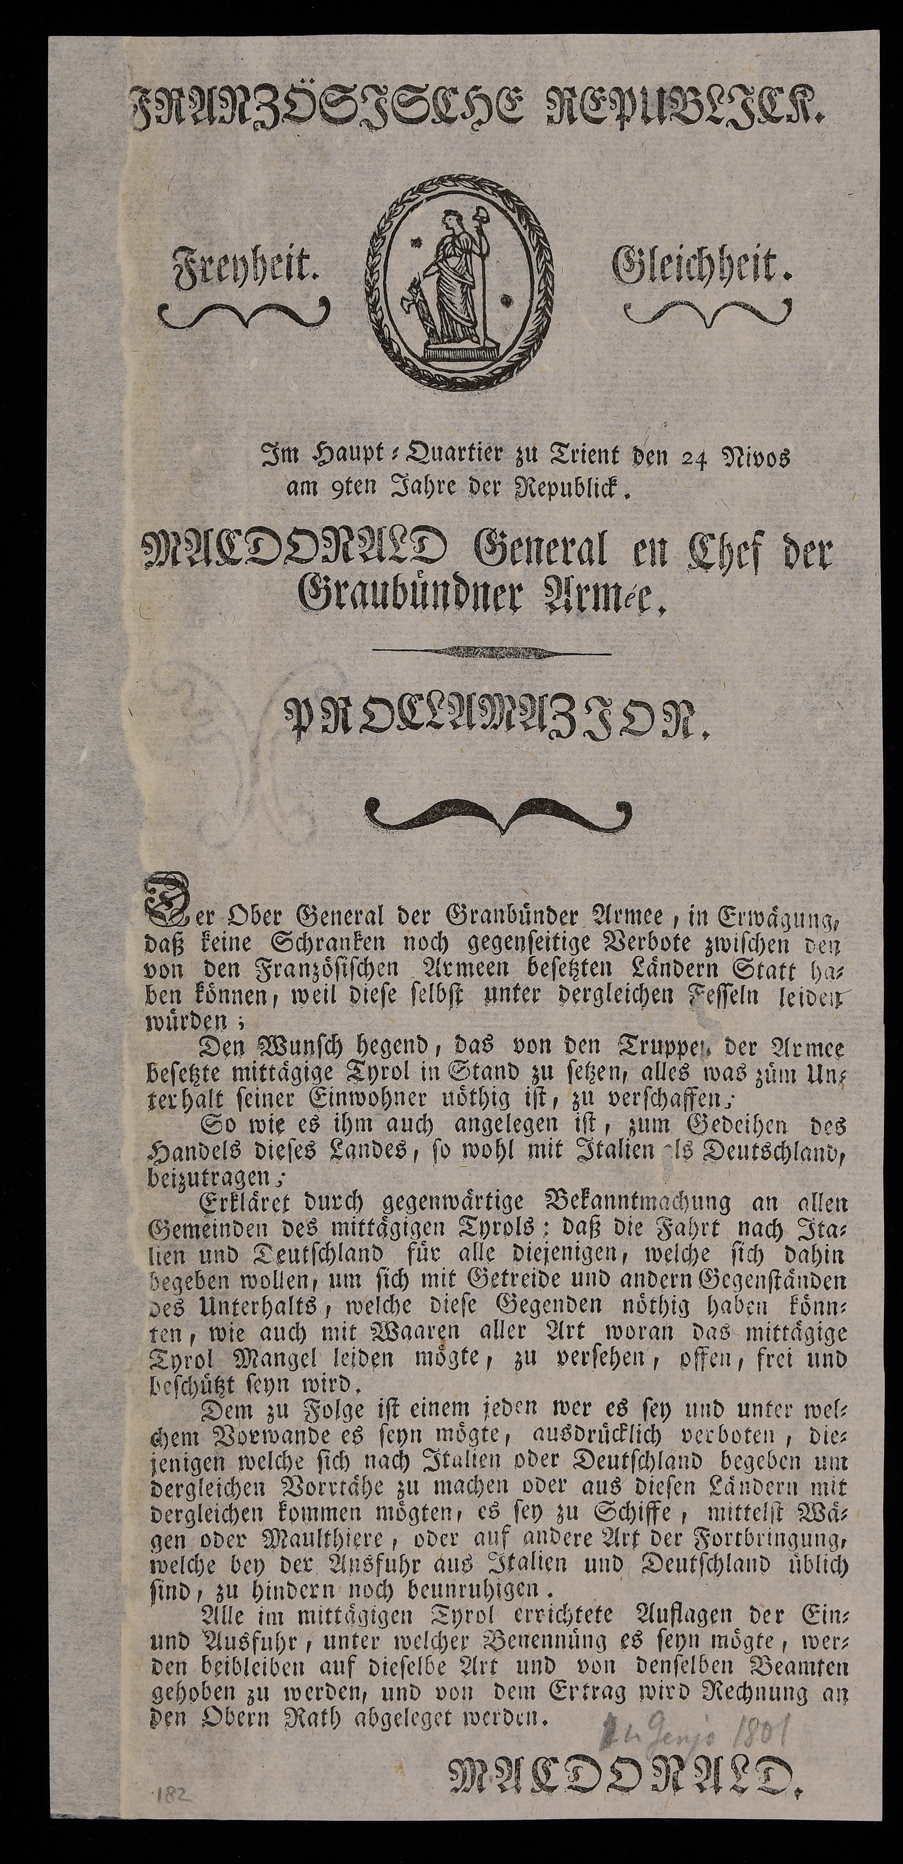 FRANZÖSISCHE REPUBLICK.
Freyheit. Gleichheit.
Im Haupt-Quartier zu Trient den 24 Nivos
am 9ten Jahre der Republick.
MACDONALD General en Chef der
Graubündner Armée.
PROCLAMAZION.
Der Ober General der Graubünder Armee, in Erwägung,
daß keine Schranken noch gegenseitige Verbote zwischen den
von den Französischen Armeen besetzten Ländern Statt ha-
ben können, weil diese selbst unter dergleichen Fesseln leiden
würden;
Den Wunsch hegend, das von den Truppen der Armee
besetzte mittägige Tyrol in Stand zu setzen, alles was züm Un-
terhalt seiner Einwohner nöthig ist, zu verschaffen;
So wie es ihm auch angelegen ist, zum Gedeihen des
Handels dieses Landes, so wohl mit Italien als Deutschland,
beizutragen;
Erkläret durch gegenwärtige Bekanntmachung an allen
Gemeinden des mittägigen Tyrols: daß die Fahrt nach Ita-
lien und Deutschland für alle diejenigen, welche sich dahin
begeben wollen, um sich mit Getreide und andern Gegenständen
des Unterhalts, welche diese Gegenden nöthig haben könn-
ten, wie auch mit Waaren aller Art woran das mittägige
Tyrol Mangel leiden mögte, zu versehen, offen, frei und
beschützt seyn wird.
Dem zu Folge ist einem jeden wer es sey und unter wel-
chem Vorwande es seyn mögte, ausdrücklich verboten, die-
jenigen welche sich nach Italien oder Deutschland begeben um
dergleichen Vorrtähe zu machen oder aus diesen Ländern mit
dergleichen kommen mögten, es sey zu Schiffe, mittelst Wä-
gen oder Maulthiere, oder auf andere Art der Fortbringung,
welche bey der Ausfuhr aus Italien und Deutschland üblich
sind, zu hindern noch beunruhigen.
Alle im mittägigen Tyrol errichtete Auflagen der Ein-
und Ausfuhr, unter welcher Benennüng es seyn mögte, wer-
den beibleiben auf dieselbe Art und von denselben Beamten
gehoben zu werden, und von dem Ertrag wird Rechnung an
den Obern Rath abgeleget werden.
1801
MACDONALD.
182